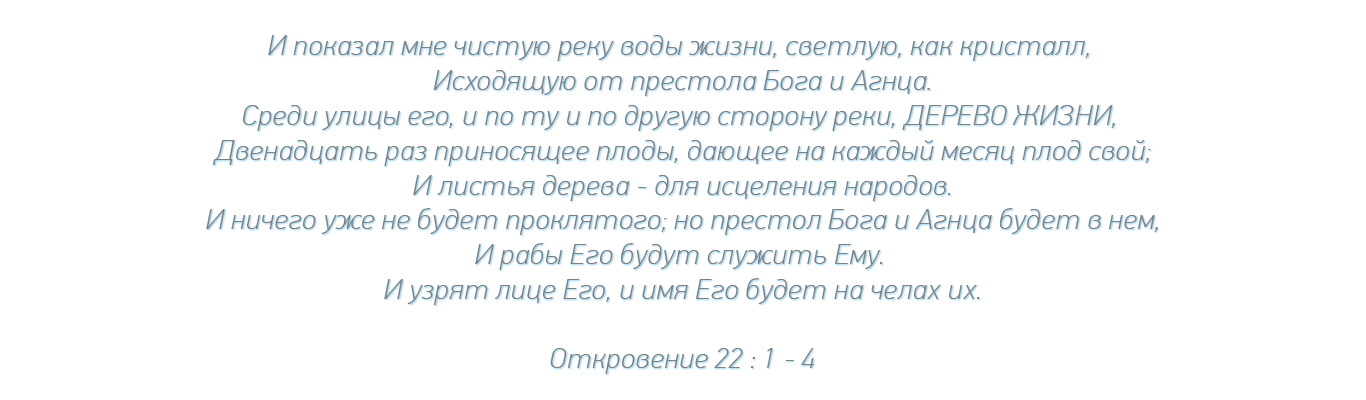 И показал мне чистую реку воды жизни, светлую, как кристалл,
Исходящую от престола Бога и Агнца.
Среди улицы его, и по ту и по другую сторону реки, ДЕРЕВО ЖИЗНИ,
Двенадцать раз приносящее плоды, дающее на каждый месяц плод свой;
И листья дерева - для исцеления народов.
И ничего уже не будет проклятого; но престол Бога и Агнца будет в нем,
И рабы Его будут служить Ему.
И узрят лице Его, и имя Его будет на челах их.
Откровение 22 : 1 - 4